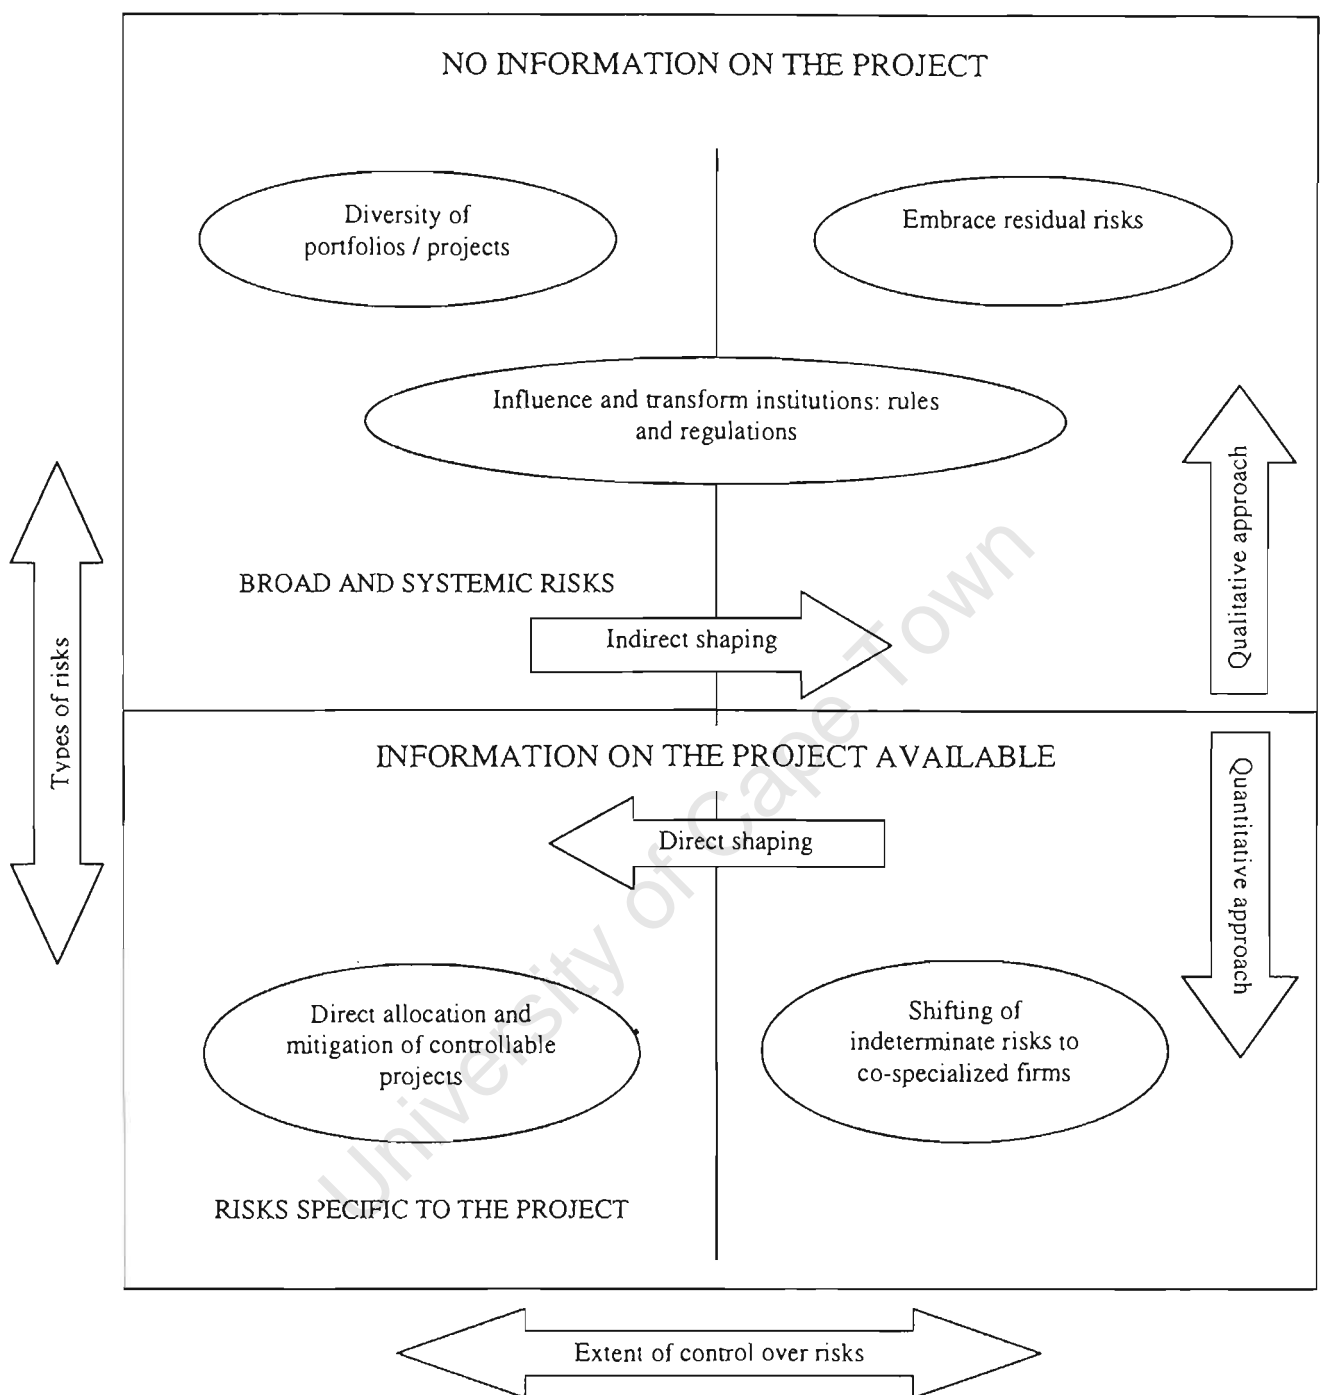 NO INFORMATION ON THE PROJECT
Diversity of
portfolios / projects
Embrace residual risks
Influence and transform institutions: rules
and regulations
BROAD AND SYSTEMIC RISKS
Indirect shaping
Qualitative approach
Types of risks
INFORMATION ON THE PROJECT AVAILABLE
Direct shaping
Quantitative approach
Direct allocation and
mitigation of controllable
projects
Shifting of
indeterminate risks to
co-specialized firms
RISKS SPECIFIC TO THE PROJECT
Extent of control over risks
University of Cape Town